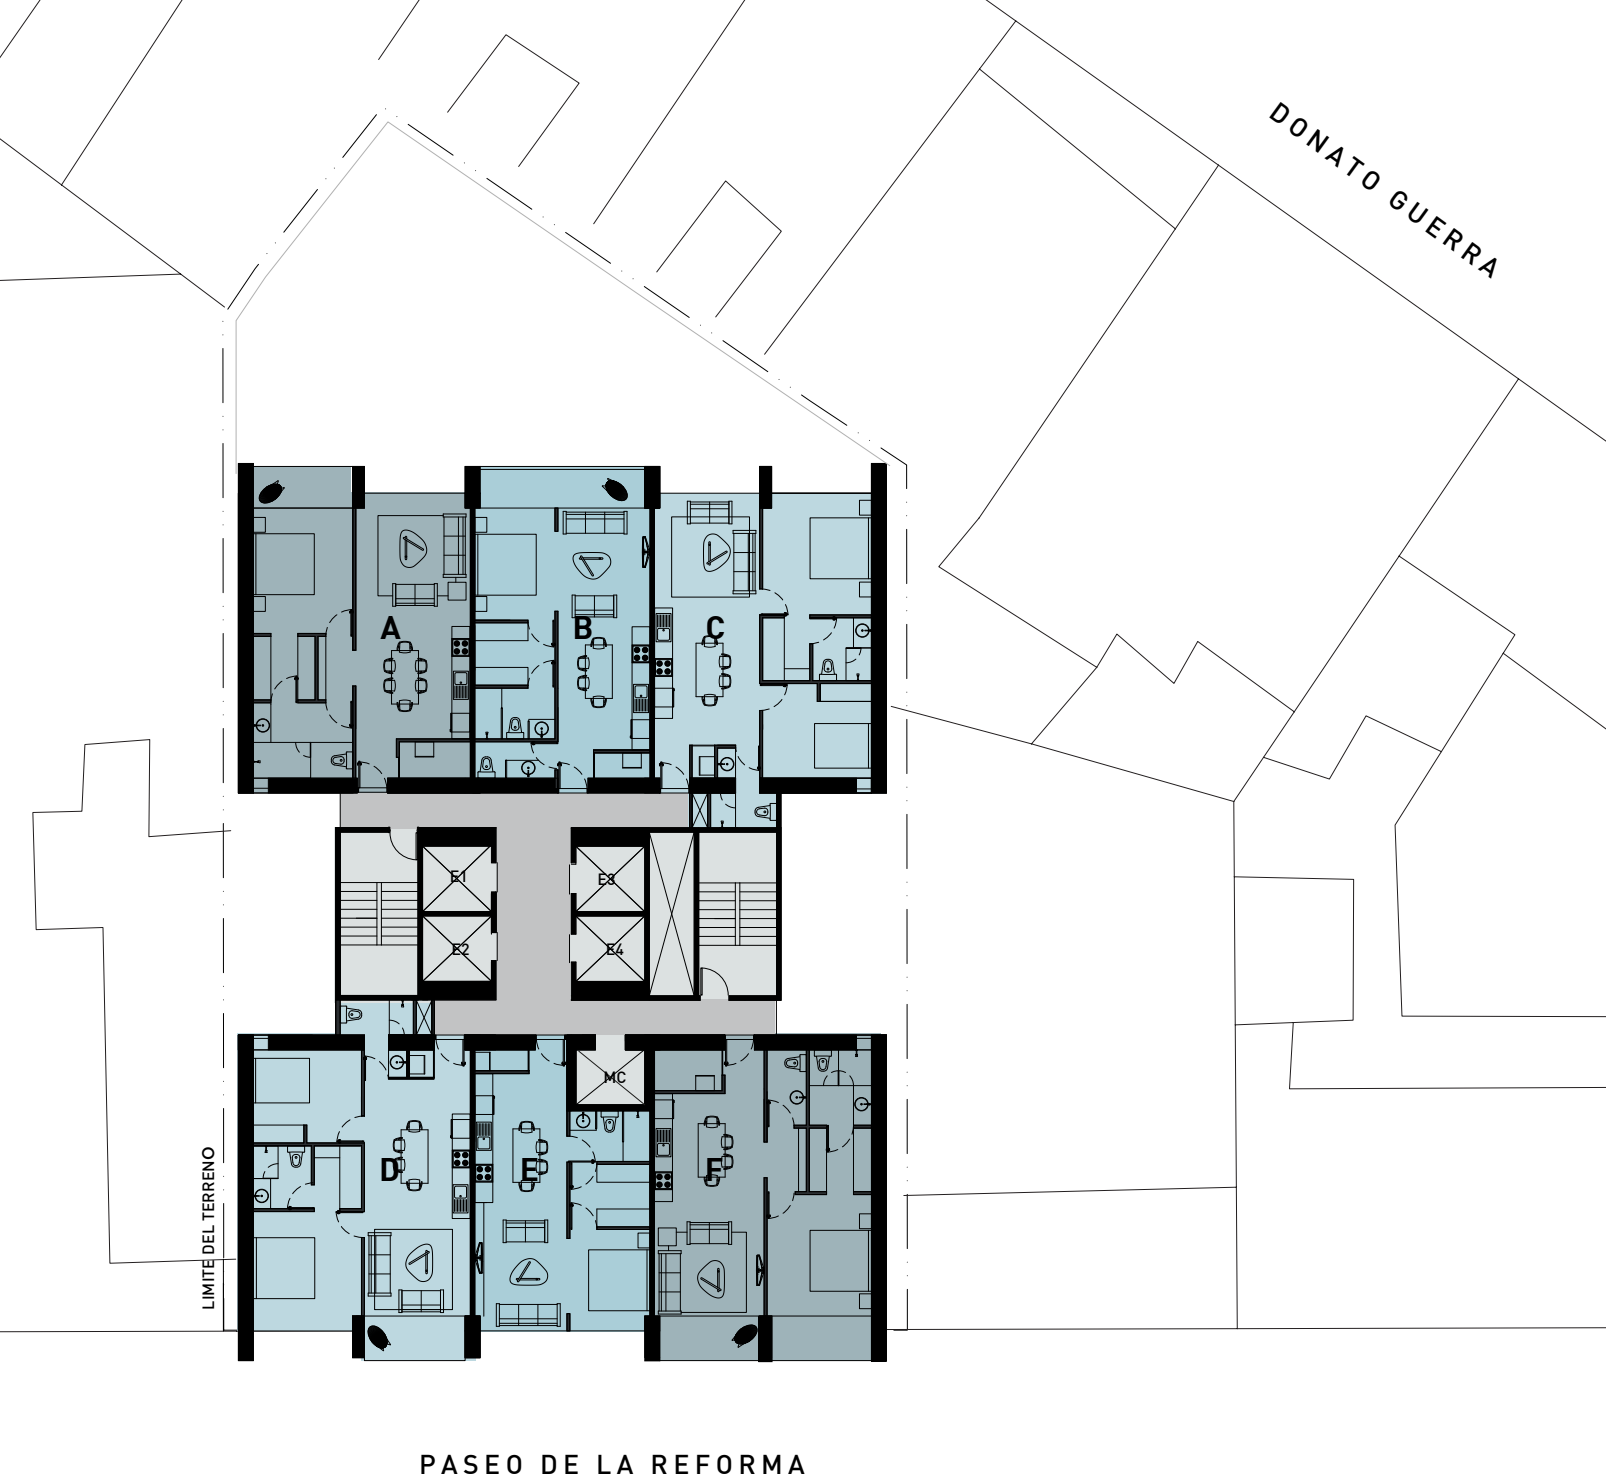 DONATO GUERRA
A
B
C
E1
E3
E2
E4
MC
D
E
F
LIMITE DEL TERRENO
PASEO DE LA REFORMA